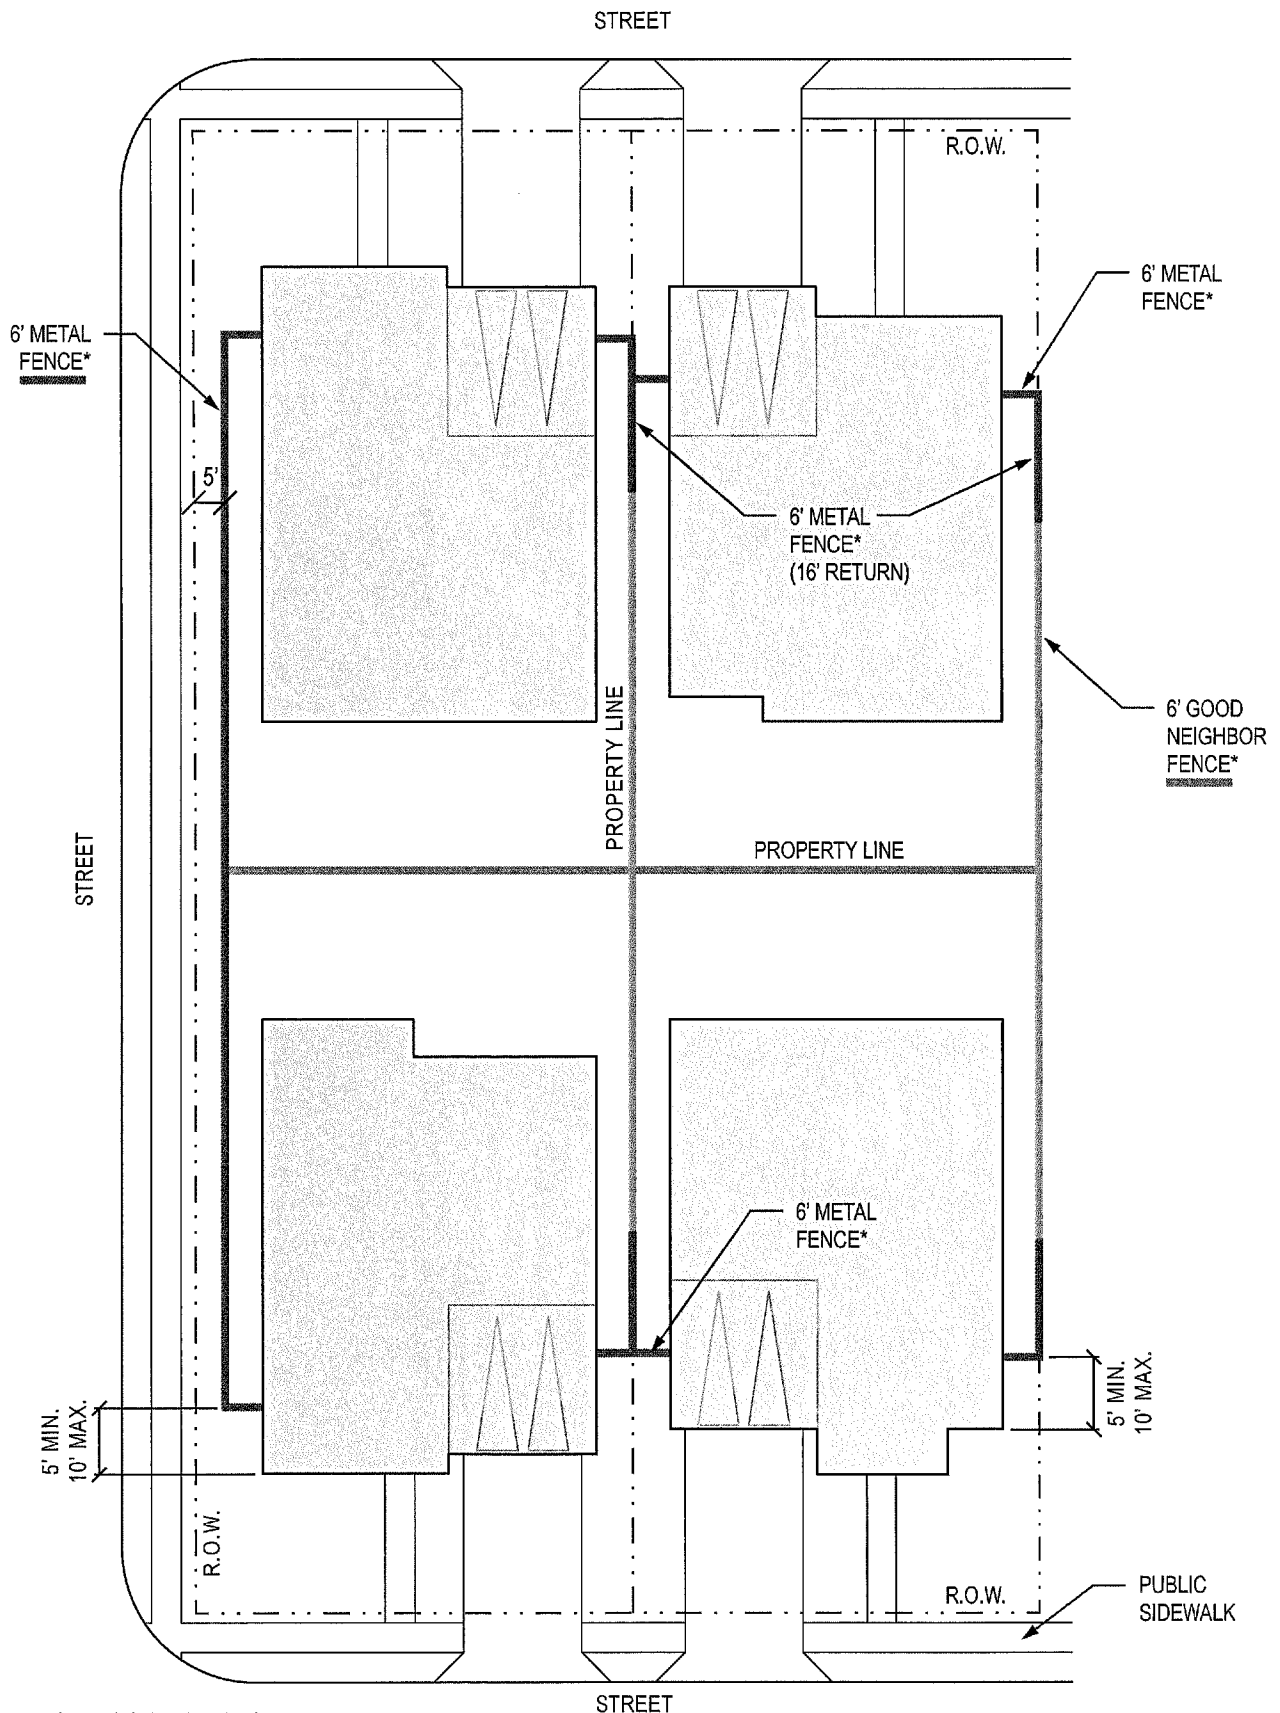 STREET
R.O.W.
6' METAL
FENCE*
6' METAL
FENCE*
5'
6' METAL
FENCE*
(16' RETURN)
PROPERTY LINE
6' GOOD
NEIGHBOR
FENCE*
STREET
PROPERTY LINE
6' METAL
FENCE*
5' MIN.
10' MAX.
5' MIN.
10' MAX.
R.O.W.
R.O.W.
PUBLIC
SIDEWALK
STREET